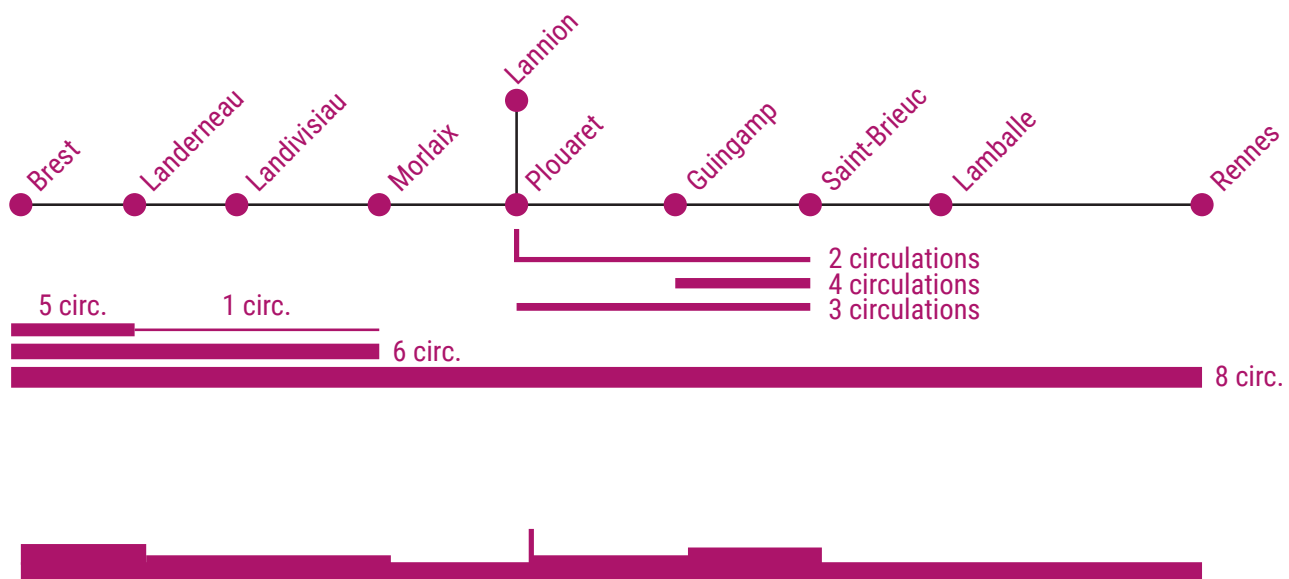 Brest
Landerneau
Landivisiau
Morlaix
Lannion
Plouaret
Guingamp
Saint-Brieuc
Lamballe
Rennes
2 circulations
4 circulations
3 circulations
5 circ.
1 circ.
6 circ.
8 circ.